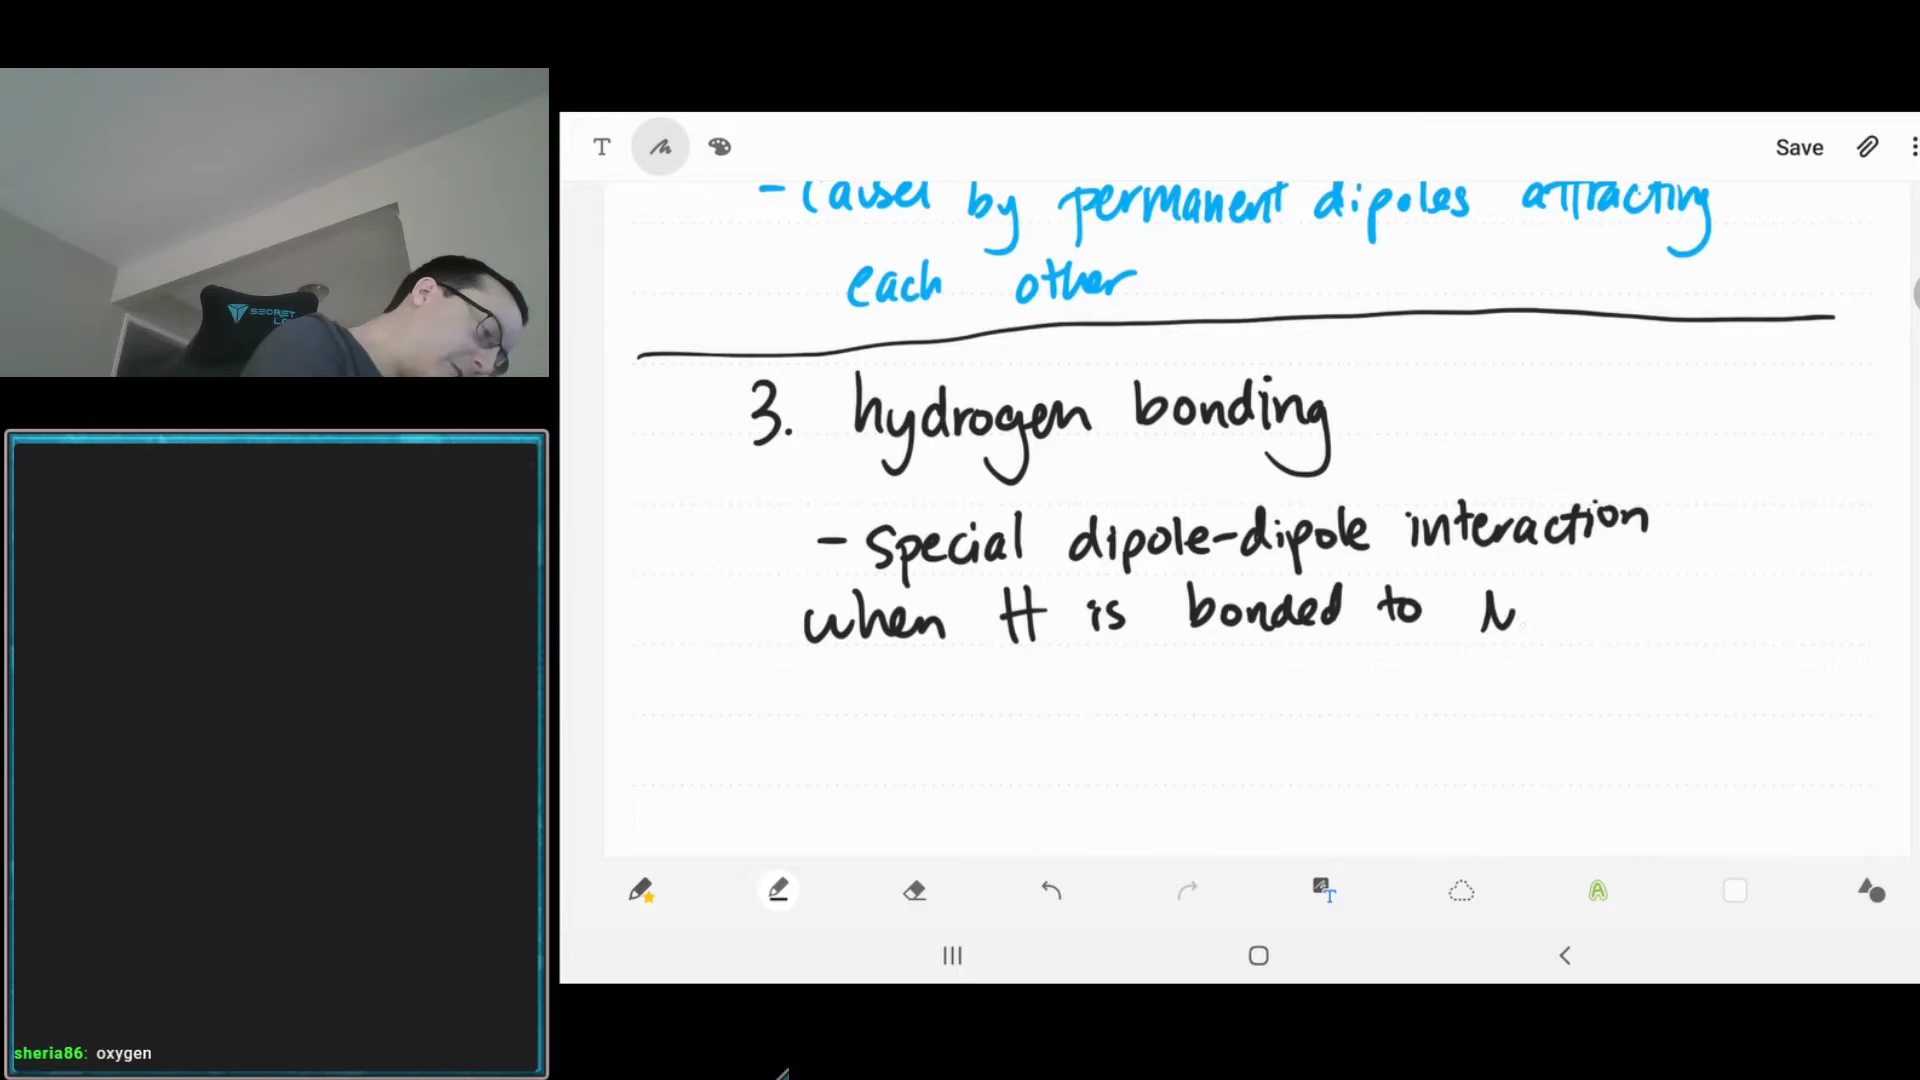 SECRET
T
Save
- caused by permanent dipoles attracting
each other
3. hydrogen bonding
- special dipole-dipole interaction
when H is bonded to N
T
A
sheria86: oxygen